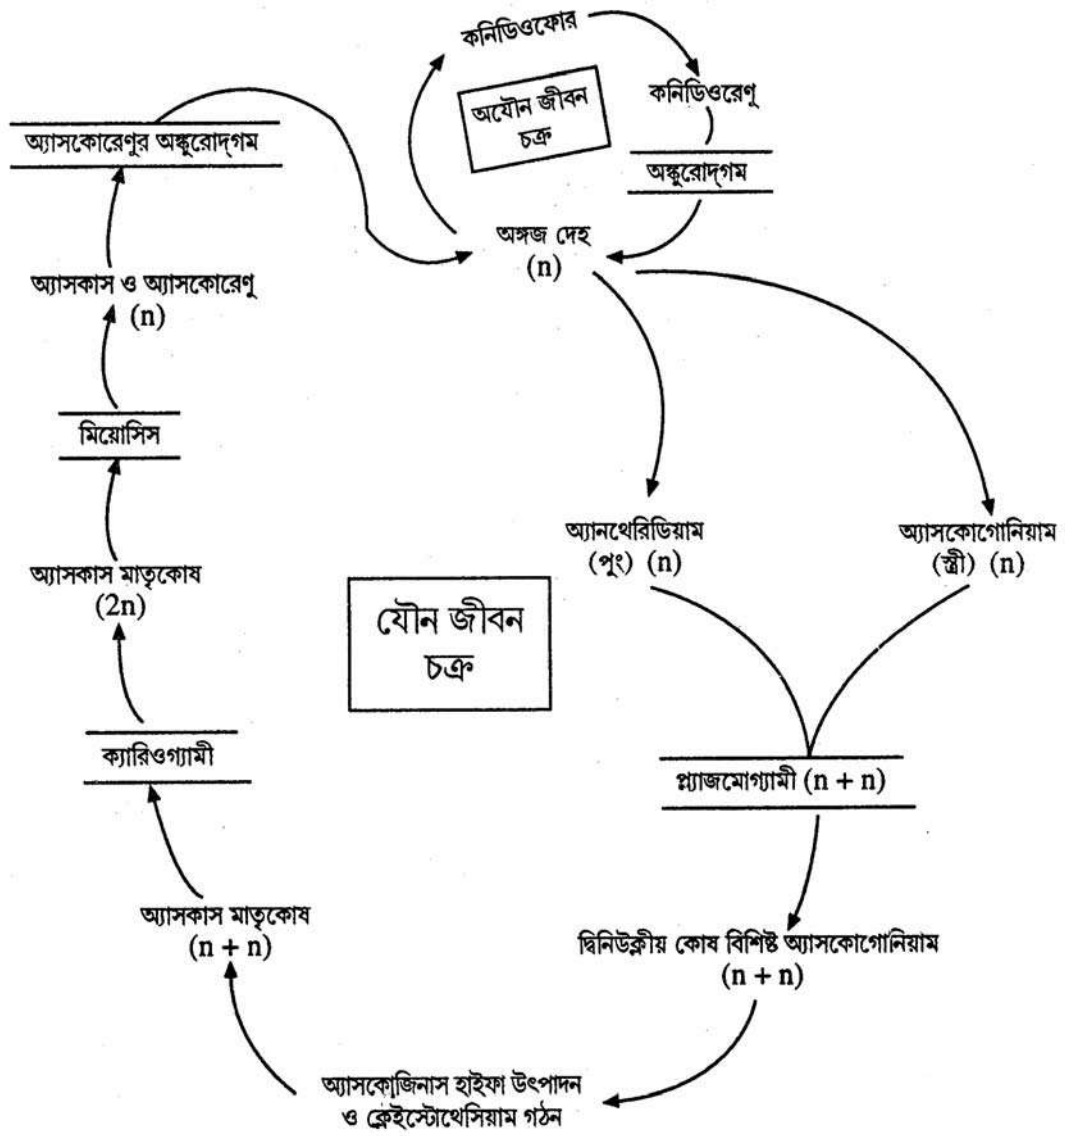 কনিডিওফোর
অযৌন জীবন
চক্র
কনিডিওরেণু
অঙ্কুরোদ্‌গম
অঙ্গজ দেহ
(n)
অ্যাসকোরেণুর অঙ্কুরোদ্‌গম
অ্যাসকাস ও অ্যাসকোরেণু
(n)
মিয়োসিস
অ্যাসকাস মাতৃকোষ
(2n)
ক্যারিওগ্যামী
অ্যাসকাস মাতৃকোষ
(n + n)
যৌন জীবন
চক্র
অ্যানথেরিডিয়াম
(পুং) (n)
অ্যাসকোগোনিয়াম
(স্ত্রী) (n)
প্ল্যাজমোগ্যামী (n + n)
দ্বিনিউক্লীয় কোষ বিশিষ্ট অ্যাসকোগোনিয়াম
(n + n)
অ্যাসকোজিনাস হাইফা উৎপাদন
ও ক্লেইস্টোথেসিয়াম গঠন